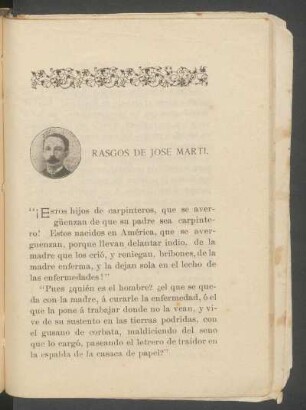 RASGOS DE JOSE MARTI.
“¡Estos hijos de carpinteros, que se aver-
güenzan de que su padre sea carpinte-
ro! Estos nacidos en América, que se aver-
guenzan, porque llevan delantar indio, de la
madre que los crió, y reniegan, bribones, de la
madre enferma, y la dejan sola en el lecho de
las enfermedades!”
“Pues ¿quién es el hombre? ¿el que se que-
da con la madre, á curarle la enfermedad, ó el
que la pone á trabajar donde no la vean, y vi-
ve de su sustento en las tierras podridas, con
el gusano de corbata, maldiciendo del seno
que lo cargó, paseando el letrero de traidor en
la espalda de la casaca de papel?”